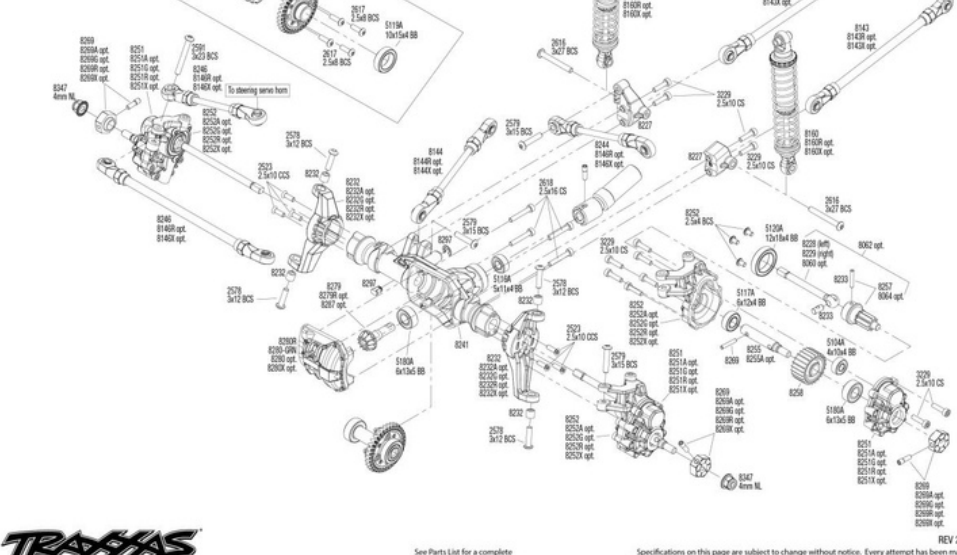 2617
2.5x8 BCS
5119A
10x15x4 BB
2617
2.5x8 BCS
8160R opt.
8160X opt.
8143X opt.
8143
8143R opt.
8143X opt.
8269
8269A opt.
8269G opt.
8269R opt.
8269X opt.
8251
8251A opt.
8251G opt.
8251R opt.
8251X opt.
2591
3x23 BCS
8246
8146R opt.
8146X opt.
To steering servo horn
8347
4mm NL
8252
8252A opt.
8252G opt.
8252R opt.
8252X opt.
2616
3x27 BCS
3229
2.5x10 CS
8227
2579
3x15 BCS
8244
8146R opt.
8146X opt.
8227
3229
2.5x10 CS
8160
8160R opt.
8160X opt.
2616
3x27 BCS
2578
3x12 BCS
8232
2523
2.5x10 CCS
8232
8232A opt.
8232G opt.
8232R opt.
8232X opt.
8144
8144R opt.
8144X opt.
2618
2.5x16 CS
2579
3x15 BCS
8297
8246
8146R opt.
8146X opt.
8232
2578
3x12 BCS
8297
8279
8279R opt.
8287 opt.
5116A
5x11x4 BB
8232
2578
3x12 BCS
3229
2.5x10 CS
8252
2.5x4 BCS
5120A
12x18x4 BB
8228 (left)
8229 (right)
8060 opt.
8062 opt.
8233
8257
8064 opt.
8233
8280R
8280-GRN
8280 opt.
8280X opt.
5180A
6x13x5 BB
8241
2523
2.5x10 CCS
8232
8232A opt.
8232G opt.
8232R opt.
8232X opt.
8232
2578
3x12 BCS
8252
8252A opt.
8252G opt.
8252R opt.
8252X opt.
5117A
6x12x4 BB
8269
8255
8255A opt.
5104A
4x10x4 BB
8258
5180A
6x13x5 BB
3229
2.5x10 CS
2579
3x15 BCS
8251
8251A opt.
8251G opt.
8251R opt.
8251X opt.
8269
8269A opt.
8269G opt.
8269R opt.
8269X opt.
8252
8252A opt.
8252G opt.
8252R opt.
8252X opt.
8347
4mm NL
8251
8251A opt.
8251G opt.
8251R opt.
8251X opt.
8269
8269A opt.
8269G opt.
8269R opt.
8269X opt.
TRAXXAS
REV
See Parts List for a complete
Specifications on this page are subject to change without notice. Every attempt has been